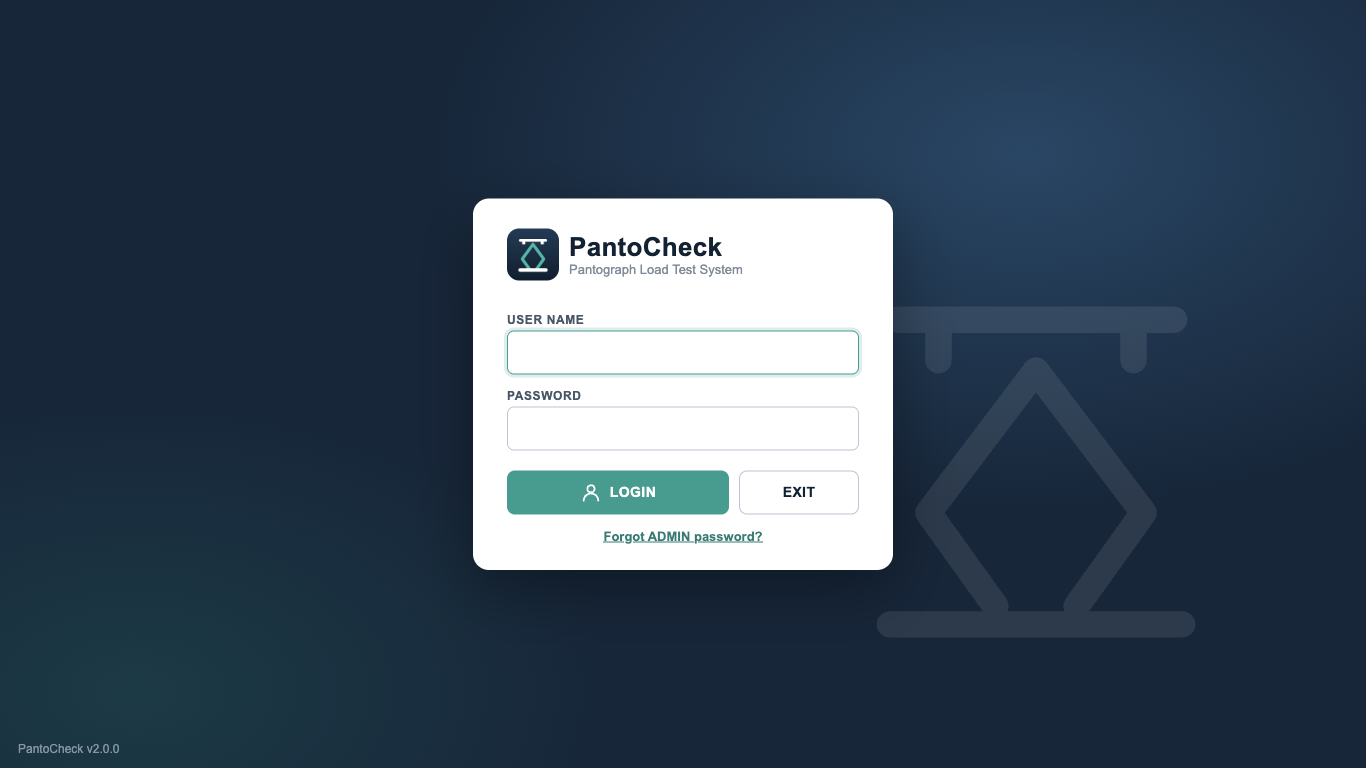 PantoCheck
Pantograph Load Test System
USER NAME
PASSWORD
LOGIN
EXIT
Forgot ADMIN password?
PantoCheck v2.0.0